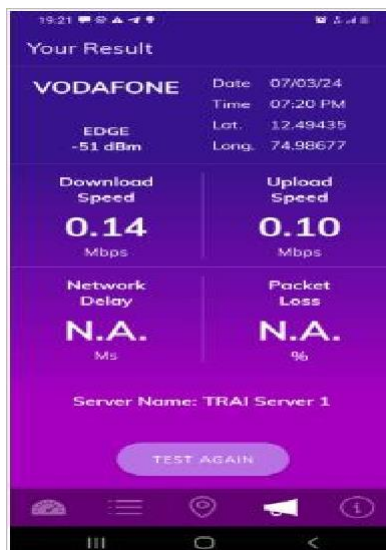 19:21
Your Result
VODAFONE
EDGE
-51 dBm
Date 07/03/24
Time 07:20 PM
Lat. 12.49435
Long. 74.98677
Download Speed
0.14
Mbps
Upload Speed
0.10
Mbps
Network Delay
N.A.
Ms
Packet Loss
N.A.
%
Server Name: TRAI Server 1
TEST AGAIN